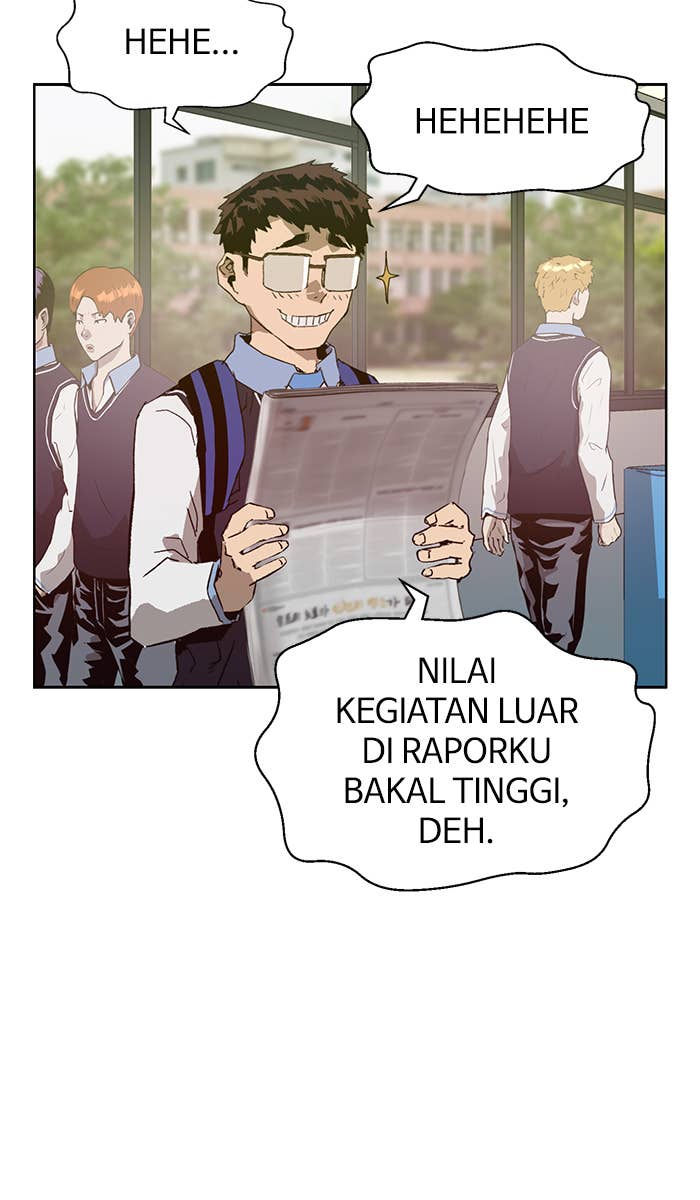 HEHE...
HEHEHEHE
NILAI
KEGIATAN LUAR
DI RAPORKU
BAKAL TINGGI,
DEH.